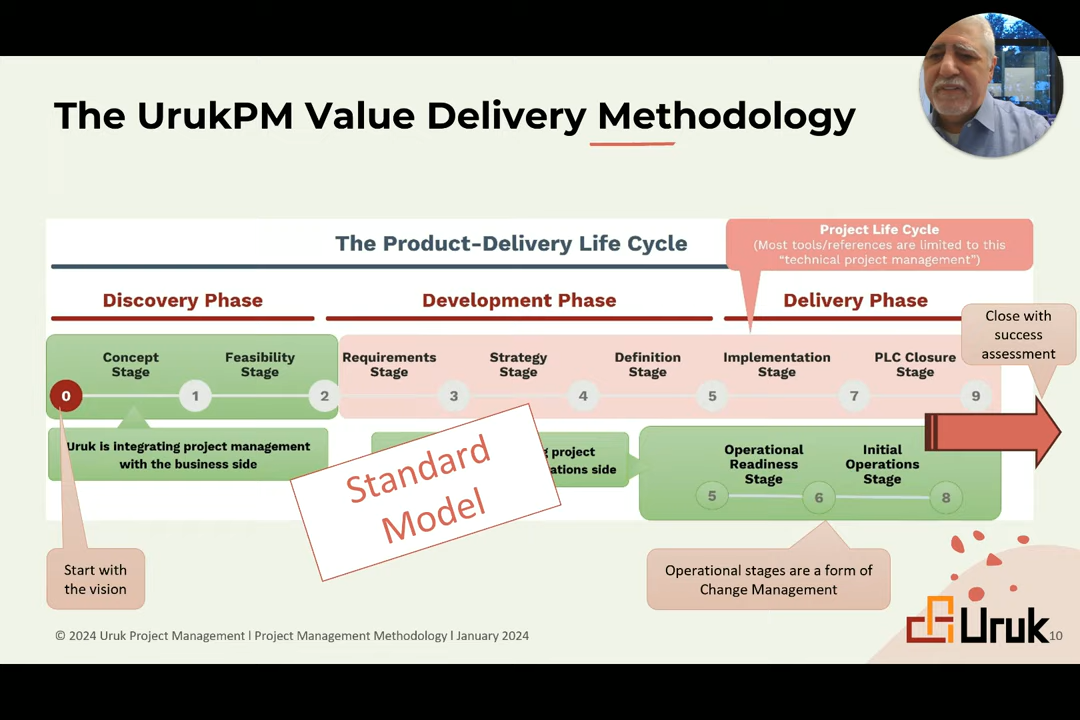 The UrukPM Value Delivery Methodology
The Product-Delivery Life Cycle
Project Life Cycle
(Most tools/references are limited to this
“technical project management”)
Discovery Phase
Development Phase
Delivery Phase
Close with
success
assessment
Concept
Stage
Feasibility
Stage
Requirements
Stage
Strategy
Stage
Definition
Stage
Implementation
Stage
PLC Closure
Stage
0
1
2
3
4
5
7
9
Uruk is integrating project management
with the business side
project
side
Standard
Model
Operational
Readiness
Stage
Initial
Operations
Stage
5
6
8
Start with
the vision
Operational stages are a form of
Change Management
© 2024 Uruk Project Management I Project Management Methodology I January 2024
Uruk
10